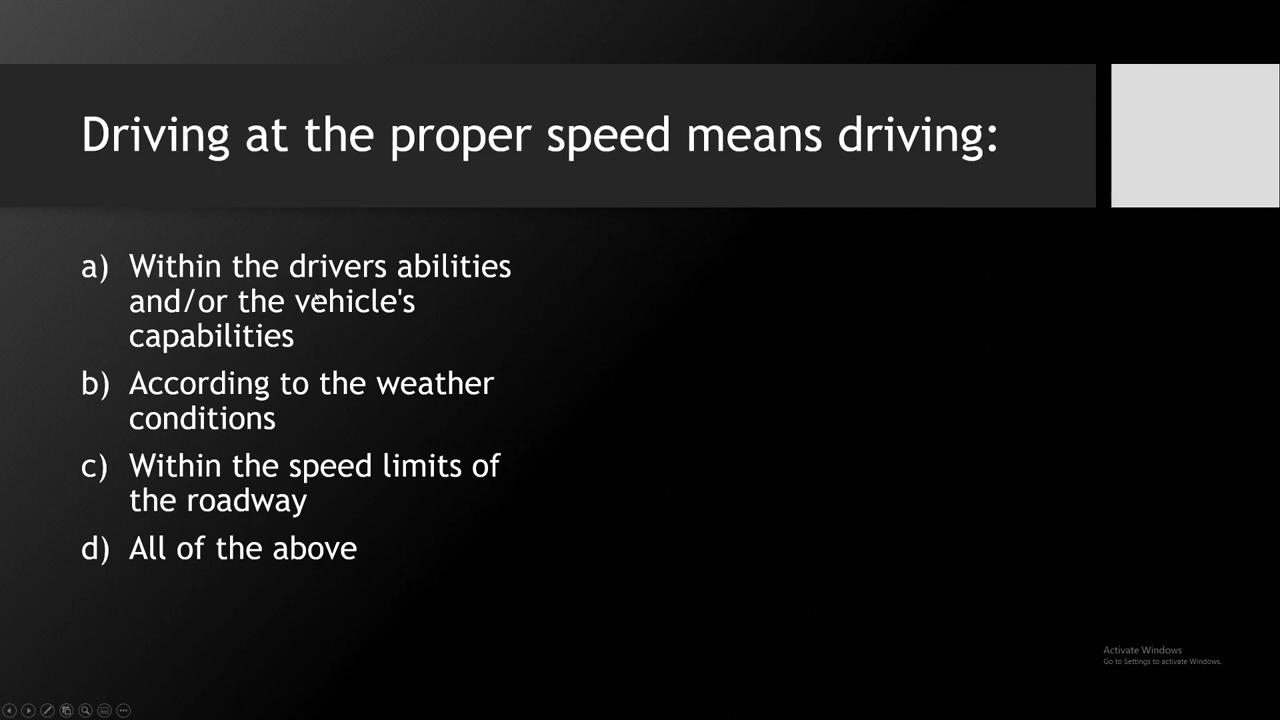 Driving at the proper speed means driving:
a) Within the drivers abilities
and/or the vehicle's
capabilities
b) According to the weather
conditions
c) Within the speed limits of
the roadway
d) All of the above
Activate Windows
Go to Settings to activate Windows.